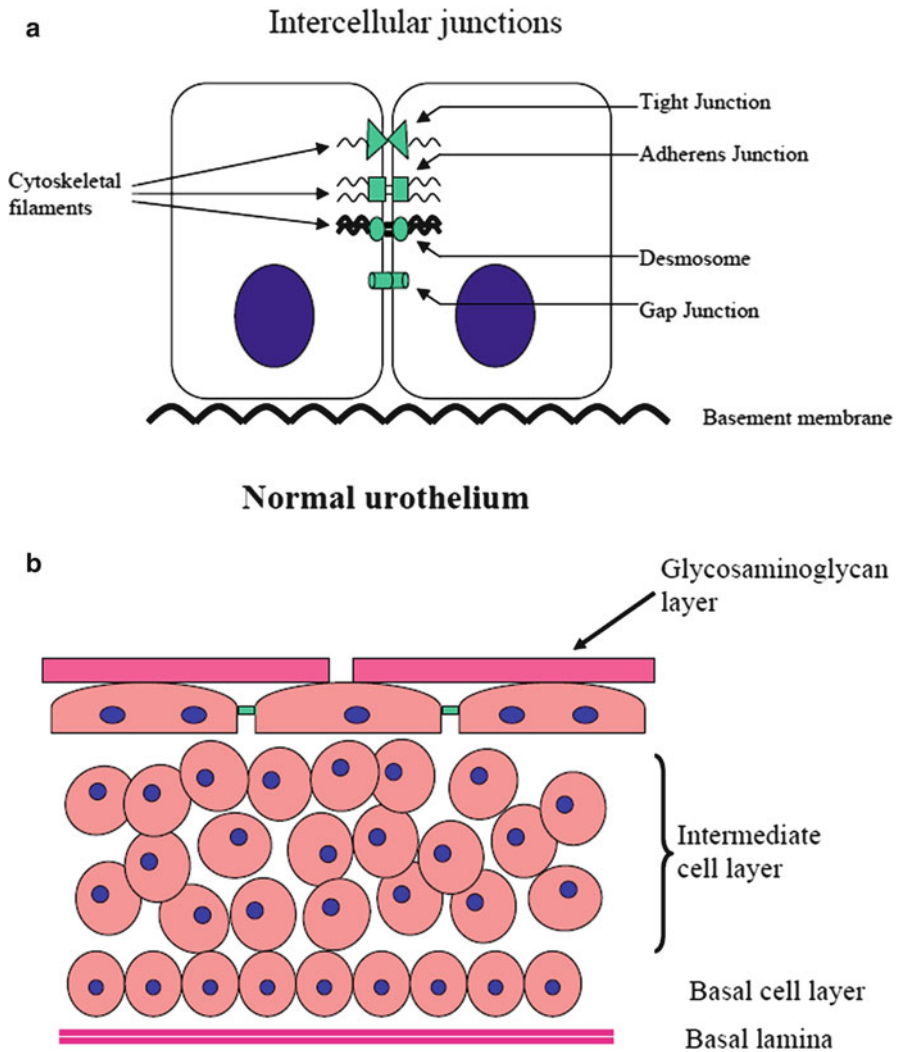 a
Intercellular junctions
Tight Junction
Adherens Junction
Cytoskeletal
filaments
Desmosome
Gap Junction
Basement membrane
Normal urothelium
b
Glycosaminoglycan
layer
Intermediate
cell layer
Basal cell layer
Basal lamina